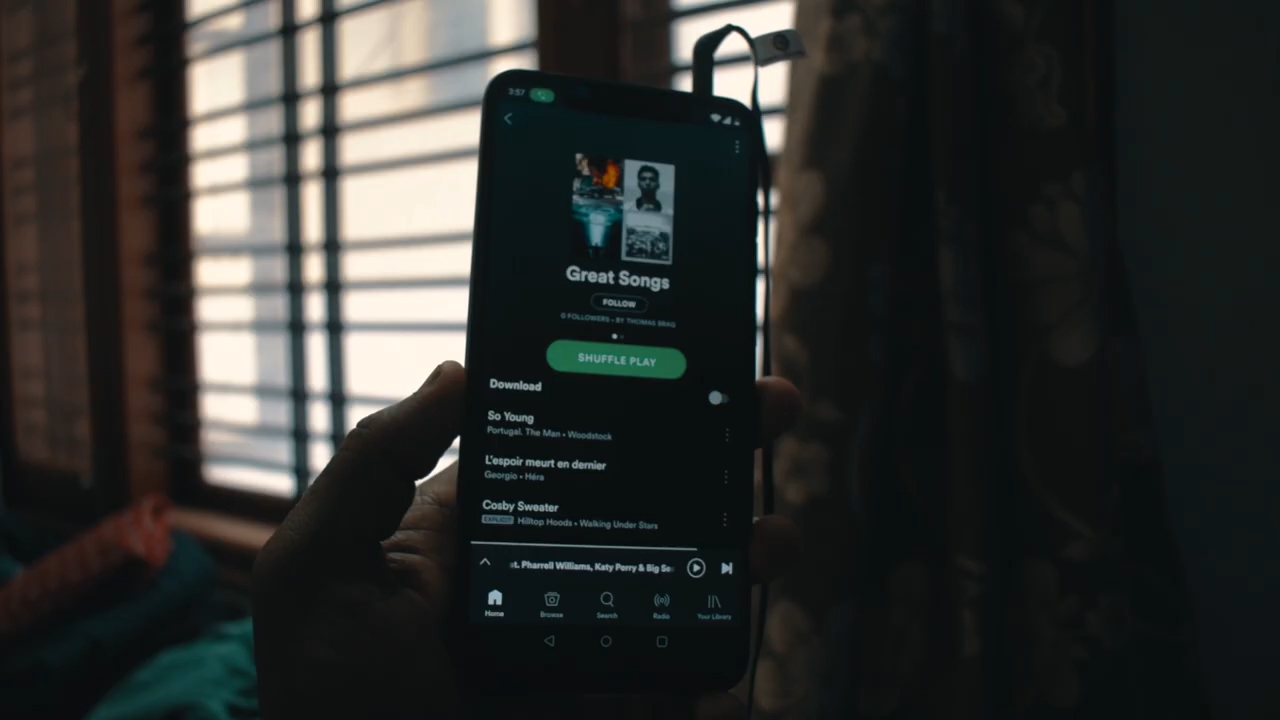 3:57
Great Songs
FOLLOW
0 FOLLOWERS • BY THOMAS BRAQ
SHUFFLE PLAY
Download
So Young
Portugal. The Man • Woodstock
L'espoir meurt en dernier
Georgio • Héra
Cosby Sweater
EXPLICIT Hilltop Hoods • Walking Under Stars
at. Pharrell Williams, Katy Perry & Big Se
Home
Browse
Search
Radio
Your Library